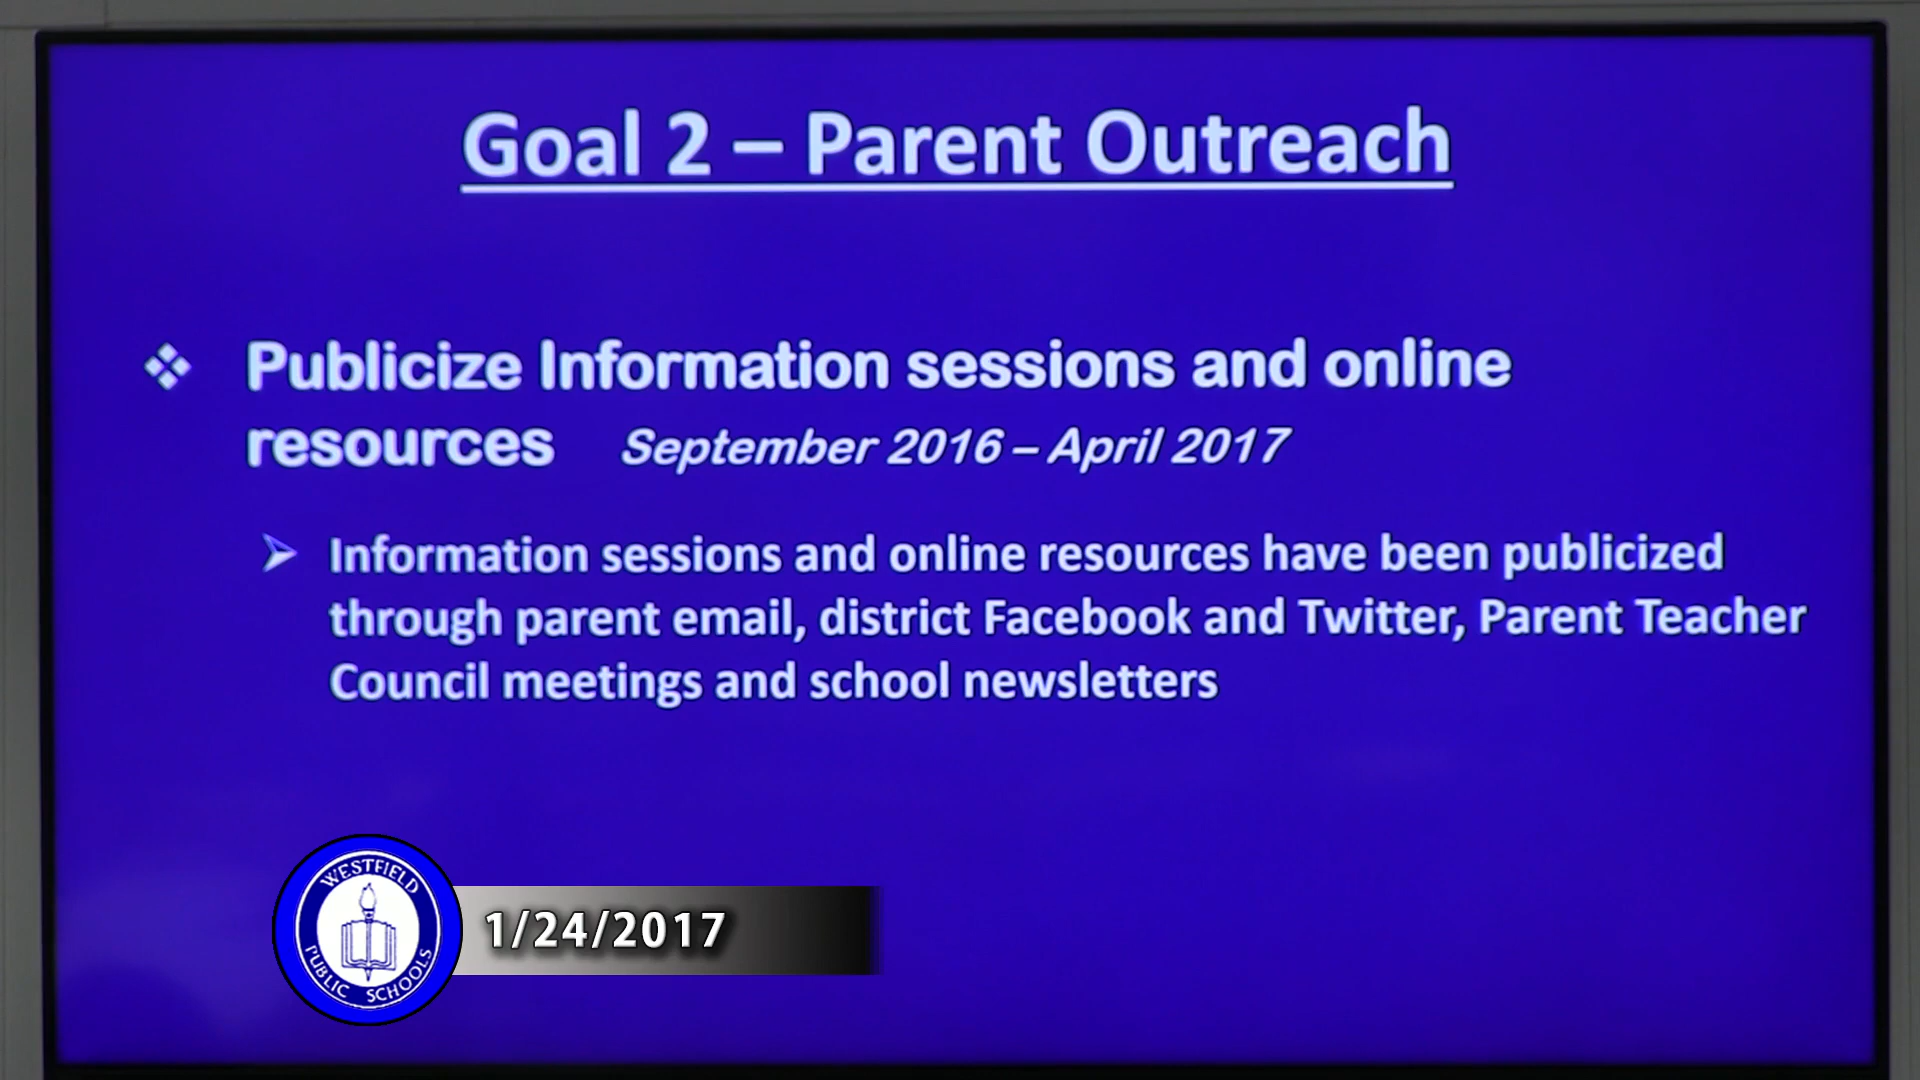 Goal 2 – Parent Outreach
❖ Publicize Information sessions and online
resources September 2016 – April 2017
➢ Information sessions and online resources have been publicized
through parent email, district Facebook and Twitter, Parent Teacher
Council meetings and school newsletters
WESTFIELD
PUBLIC SCHOOLS
1/24/2017